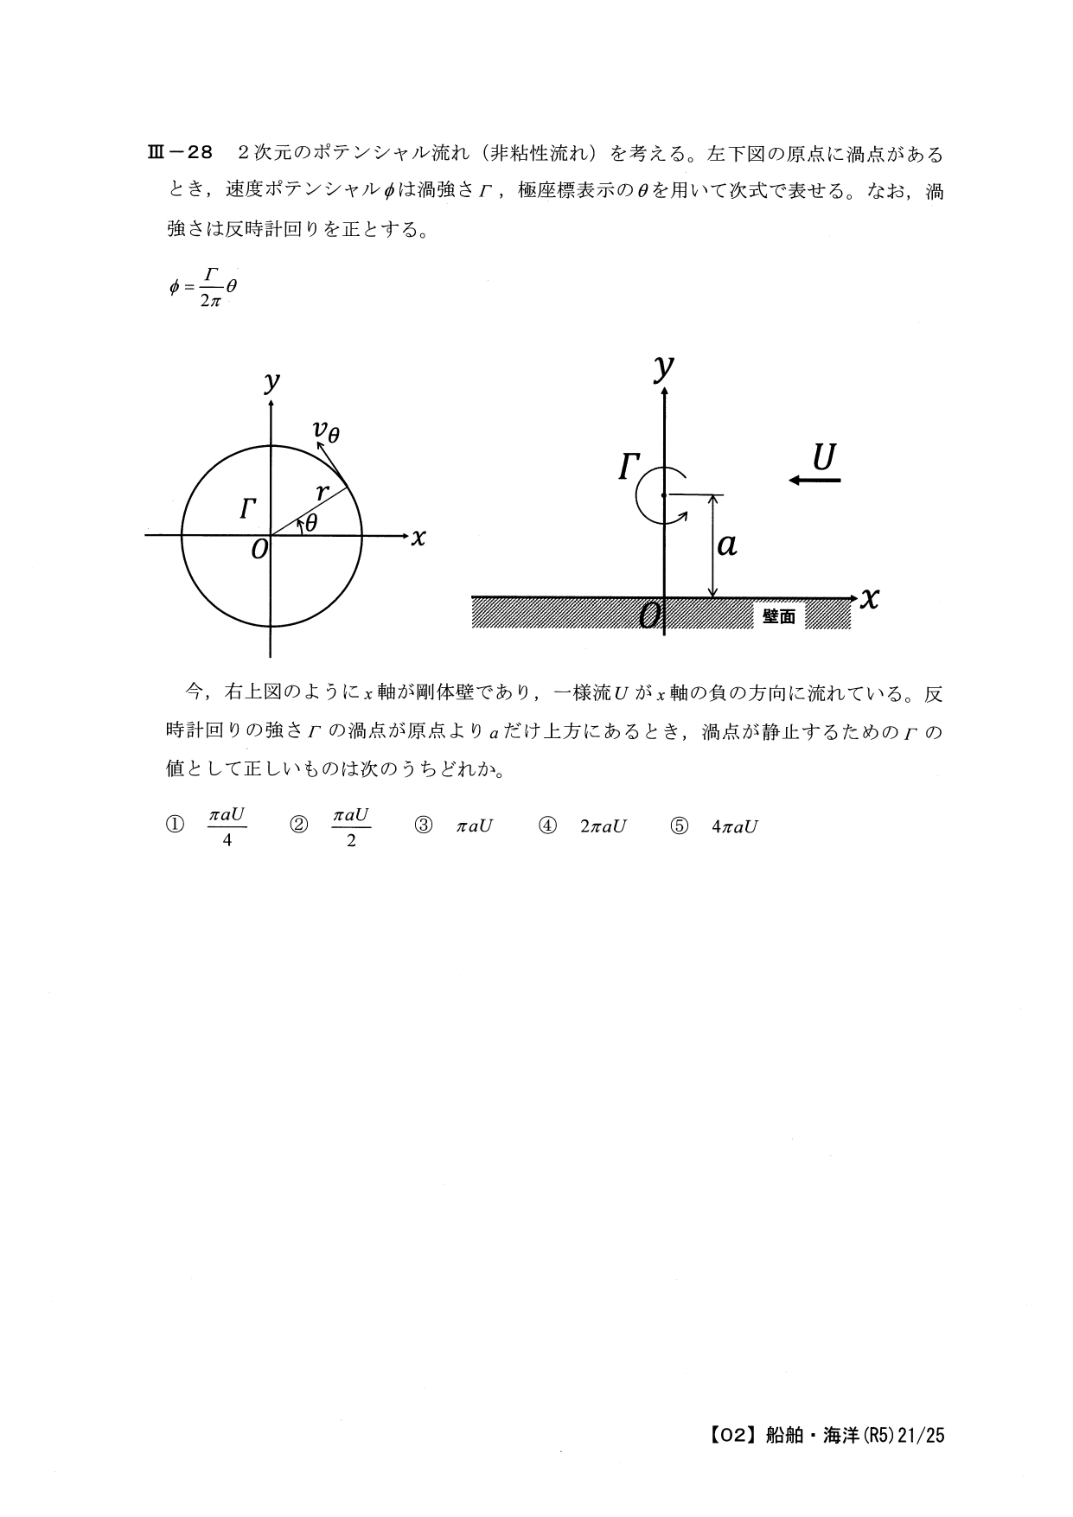 Ⅲ－28　２次元のポテンシャル流れ（非粘性流れ）を考える。左下図の原点に渦点がある
とき，速度ポテンシャルϕは渦強さΓ，極座標表示のθを用いて次式で表せる。なお，渦
強さは反時計回りを正とする。
ϕ = Γ/2π θ
y
v_θ
Γ
r
θ
O
x
y
Γ
U
a
x
O
壁面
今，右上図のようにx軸が剛体壁であり，一様流Uがx軸の負の方向に流れている。反
時計回りの強さΓの渦点が原点よりaだけ上方にあるとき，渦点が静止するためのΓの
値として正しいものは次のうちどれか。
① πaU/4　② πaU/2　③ πaU　④ 2πaU　⑤ 4πaU
【02】船舶・海洋(R5)21/25